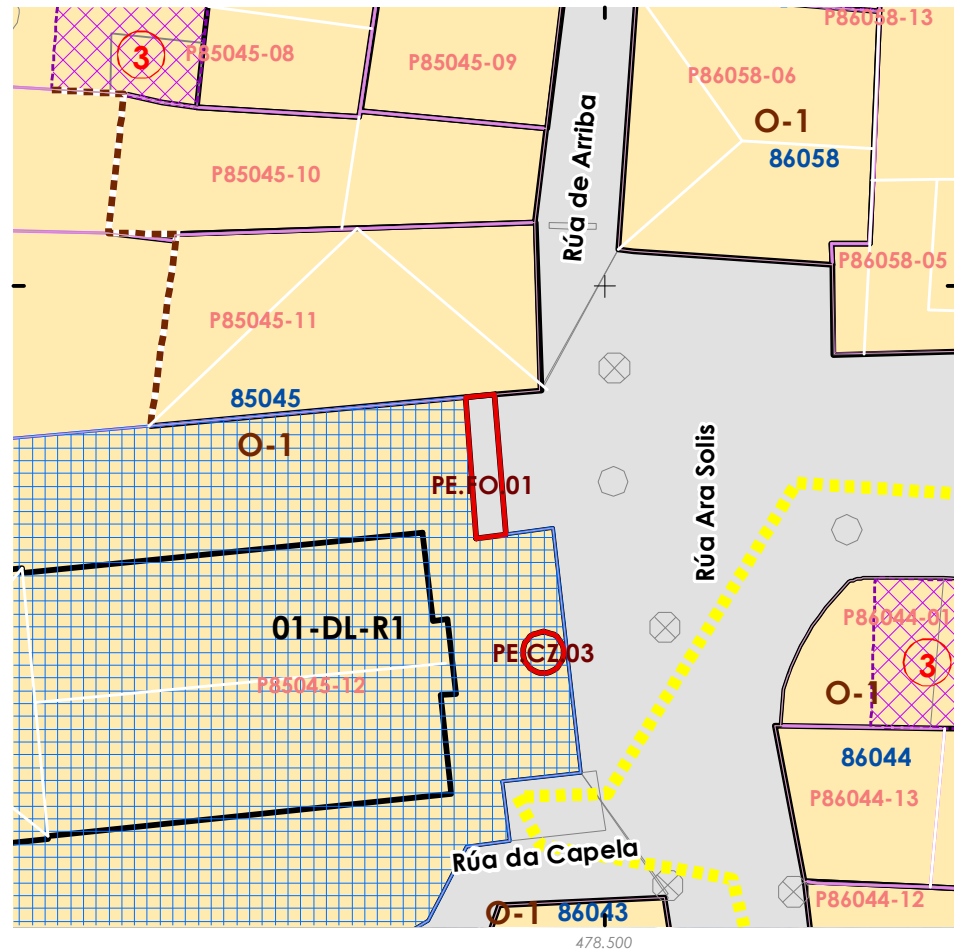 P86058-13
3
P85045-08
P85045-09
P86058-06
O-1
86058
Rúa de Arriba
P85045-10
P86058-05
P85045-11
85045
O-1
PE.FO.01
Rúa Ara Solis
01-DL-R1
PE.CZ.03
P85045-12
P86044-01
3
O-1
86044
P86044-13
Rúa da Capela
P86044-12
O-1
86043
478.500